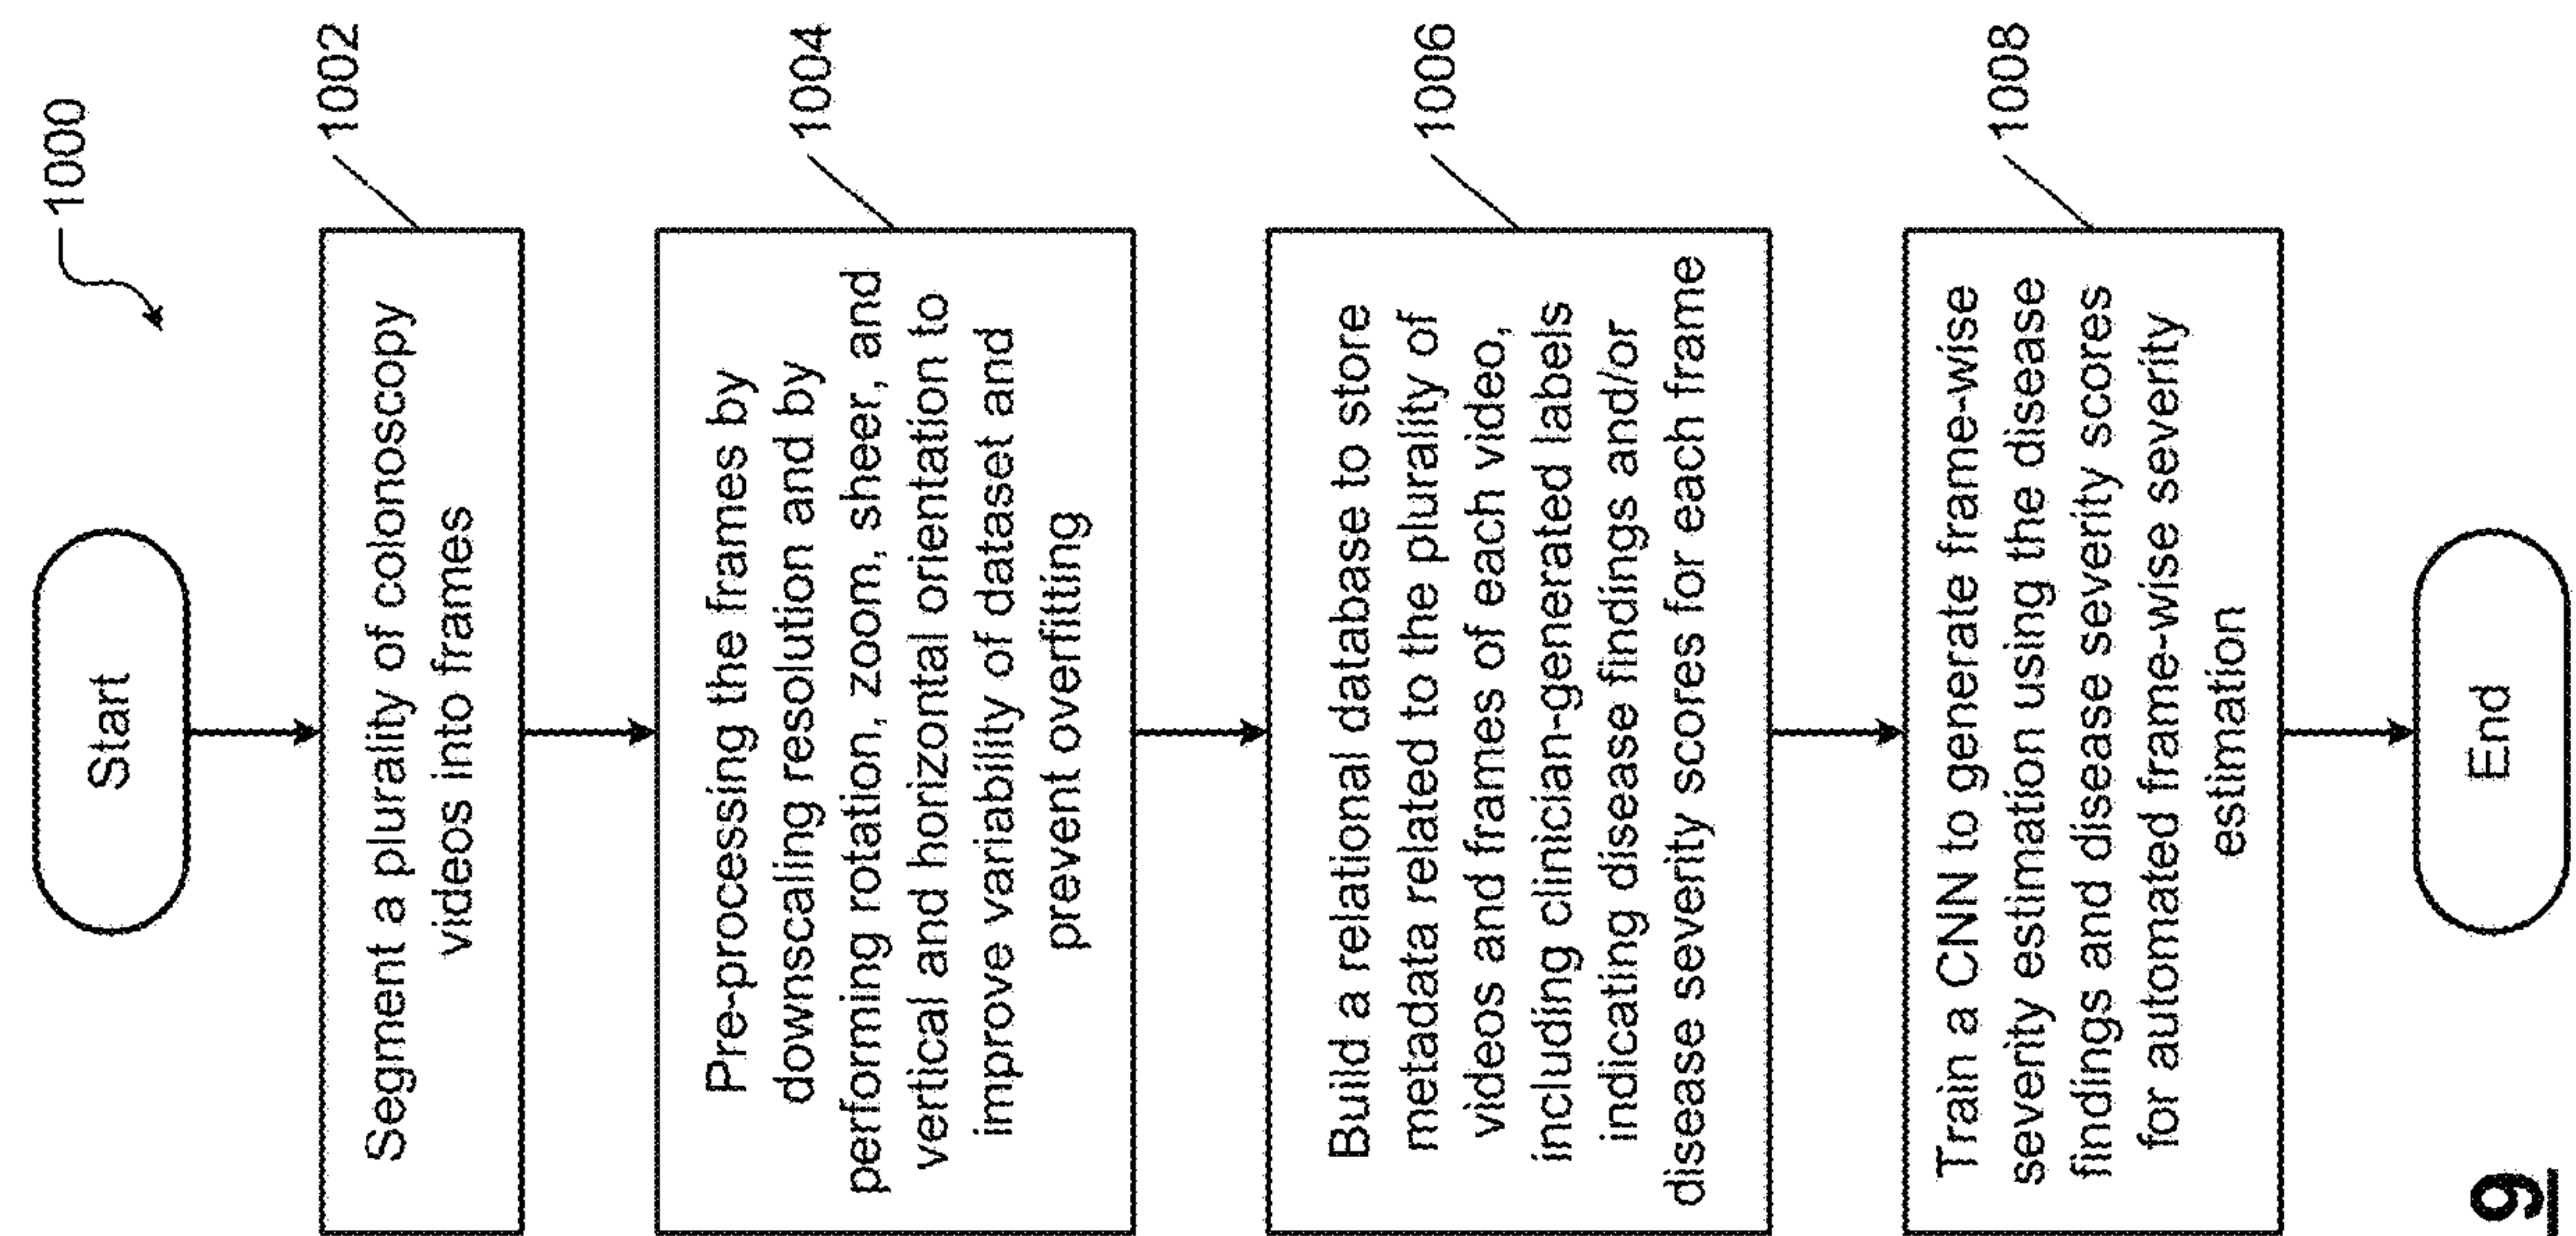 1000
Start
Segment a plurality of colonoscopy
videos into frames
1002
Pre-processing the frames by
downscaling resolution and by
performing rotation, zoom, sheer, and
vertical and horizontal orientation to
improve variability of dataset and
prevent overfitting
1004
Build a relational database to store
metadata related to the plurality of
videos and frames of each video,
including clinician-generated labels
indicating disease findings and/or
disease severity scores for each frame
1006
Train a CNN to generate frame-wise
severity estimation using the disease
findings and disease severity scores
for automated frame-wise severity
estimation
1008
End
9